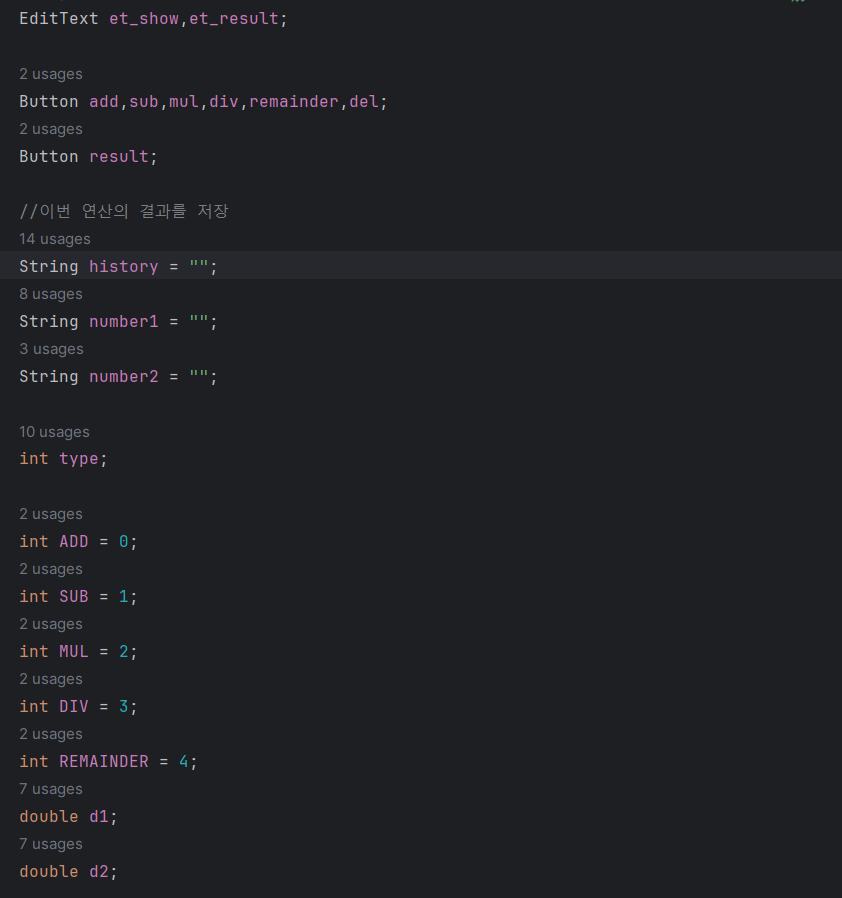 EditText et_show,et_result;
2 usages
Button add,sub,mul,div,remainder,del;
2 usages
Button result;
//이번 연산의 결과를 저장
14 usages
String history = "";
8 usages
String number1 = "";
3 usages
String number2 = "";
10 usages
int type;
2 usages
int ADD = 0;
2 usages
int SUB = 1;
2 usages
int MUL = 2;
2 usages
int DIV = 3;
2 usages
int REMAINDER = 4;
7 usages
double d1;
7 usages
double d2;